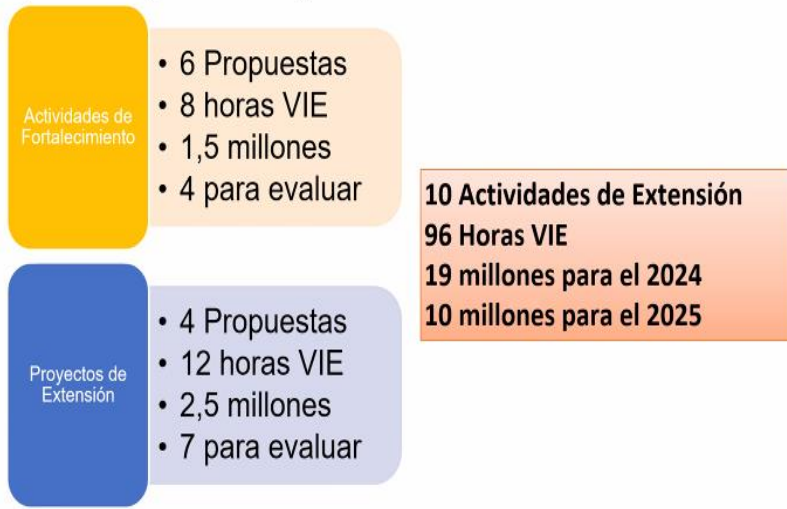 Actividades de
Fortalecimiento
• 6 Propuestas
• 8 horas VIE
• 1,5 millones
• 4 para evaluar
Proyectos de
Extensión
• 4 Propuestas
• 12 horas VIE
• 2,5 millones
• 7 para evaluar
10 Actividades de Extensión
96 Horas VIE
19 millones para el 2024
10 millones para el 2025